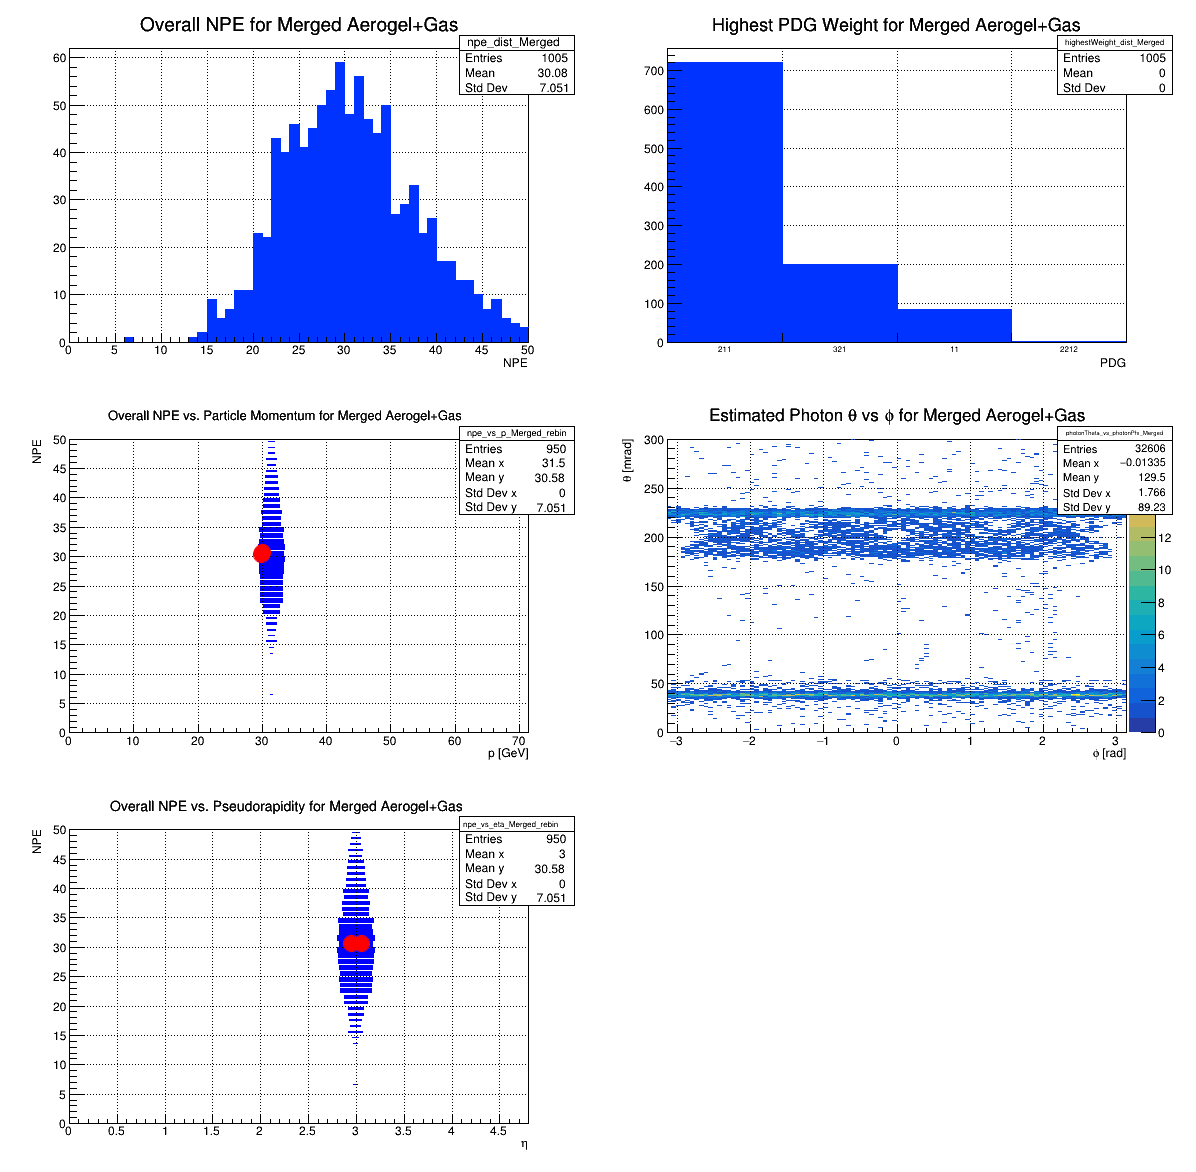 Overall NPE for Merged Aerogel+Gas
npe_dist_Merged
Entries 1005
Mean 30.08
Std Dev 7.051
60
50
40
30
20
10
0
0 5 10 15 20 25 30 35 40 45 50
NPE
Highest PDG Weight for Merged Aerogel+Gas
highestWeight_dist_Merged
Entries 1005
Mean 0
Std Dev 0
700
600
500
400
300
200
100
0
211 321 11 2212
PDG
Overall NPE vs. Particle Momentum for Merged Aerogel+Gas
npe_vs_p_Merged_rebin
Entries 950
Mean x 31.5
Mean y 30.58
Std Dev x 0
Std Dev y 7.051
NPE
50
45
40
35
30
25
20
15
10
5
0
0 10 20 30 40 50 60 70
p [GeV]
Estimated Photon θ vs ϕ for Merged Aerogel+Gas
photonTheta_vs_photonPhi_Merged
Entries 32606
Mean x −0.01335
Mean y 129.5
Std Dev x 1.766
Std Dev y 89.23
θ [mrad]
300
250
200
150
100
50
0
−3 −2 −1 0 1 2 3
ϕ [rad]
12
10
8
6
4
2
0
Overall NPE vs. Pseudorapidity for Merged Aerogel+Gas
npe_vs_eta_Merged_rebin
Entries 950
Mean x 3
Mean y 30.58
Std Dev x 0
Std Dev y 7.051
NPE
50
45
40
35
30
25
20
15
10
5
0
0 0.5 1 1.5 2 2.5 3 3.5 4 4.5
η